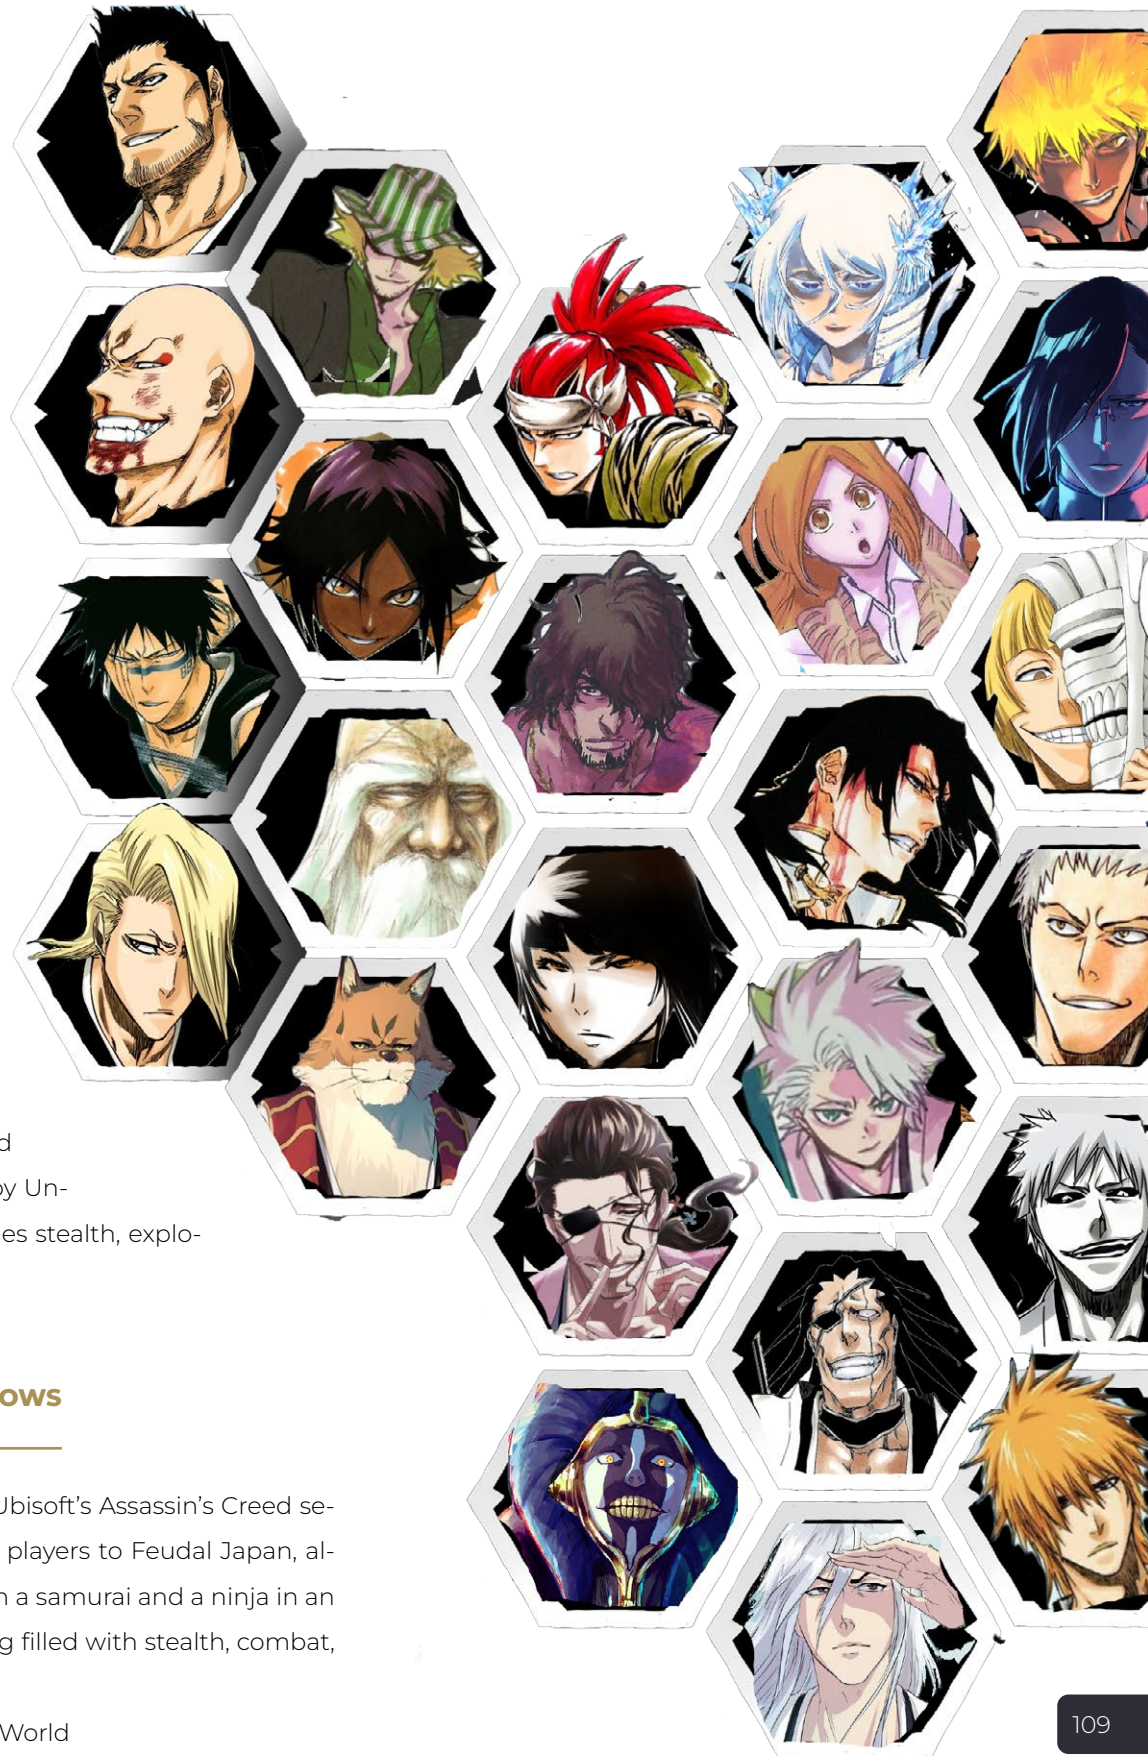 d
by Un-
es stealth, explo-
ows
Ubisoft's Assassin's Creed se-
players to Feudal Japan, al-
n a samurai and a ninja in an
g filled with stealth, combat,
World
109